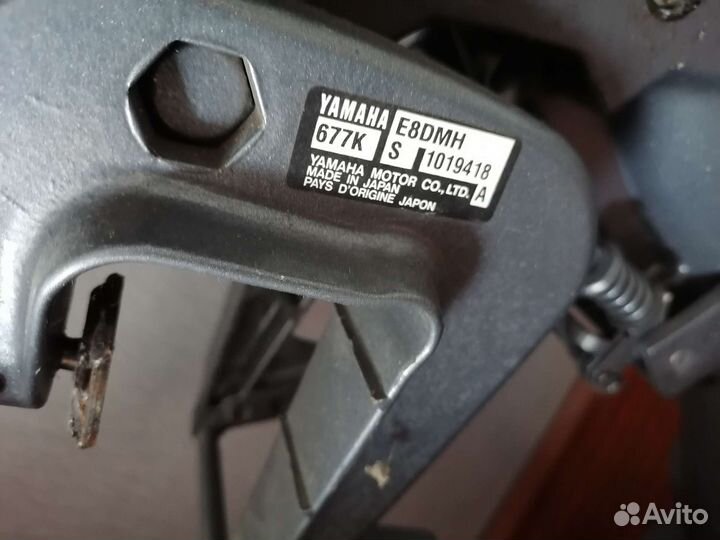 YAMAHA E8DMH
677K S 1019418
YAMAHA MOTOR CO.,LTD. A
MADE IN JAPAN
PAYS D'ORIGINE JAPON
Avito